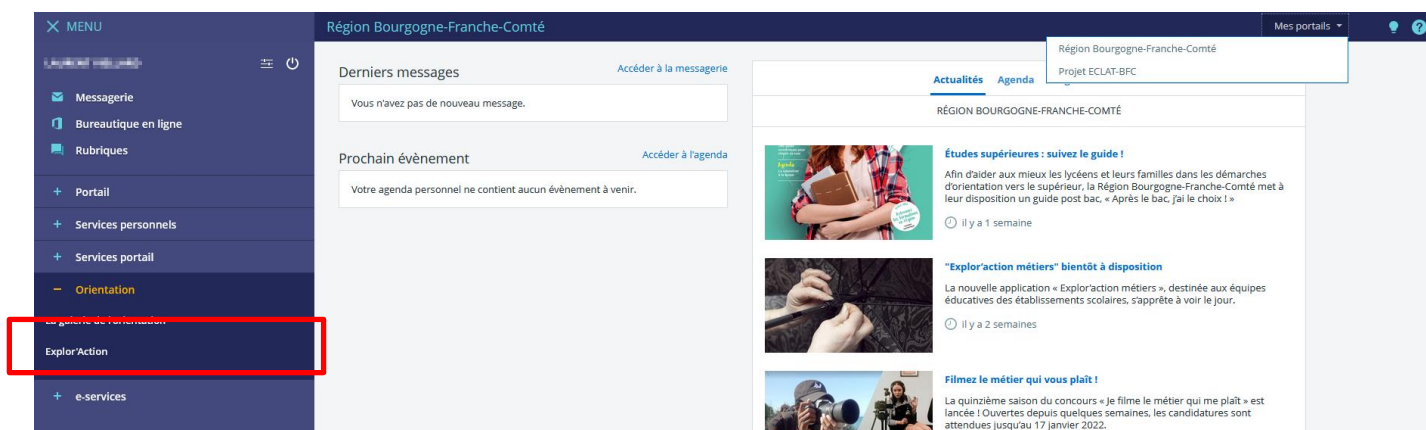 MENU
Messagerie
Bureautique en ligne
Rubriques
+ Portail
+ Services personnels
+ Services portail
− Orientation
La galerie de l'orientation
Explor'Action
+ e-services
Région Bourgogne-Franche-Comté
Mes portails
Région Bourgogne-Franche-Comté
Projet ECLAT-BFC
Derniers messages
Accéder à la messagerie
Vous n'avez pas de nouveau message.
Prochain évènement
Accéder à l'agenda
Votre agenda personnel ne contient aucun évènement à venir.
Actualités Agenda
RÉGION BOURGOGNE-FRANCHE-COMTÉ
Études supérieures : suivez le guide !
Afin d'aider aux mieux les lycéens et leurs familles dans les démarches
d'orientation vers le supérieur, la Région Bourgogne-Franche-Comté met à
leur disposition un guide post bac, « Après le bac, j'ai le choix ! »
il y a 1 semaine
"Explor'action métiers" bientôt à disposition
La nouvelle application « Explor'action métiers », destinée aux équipes
éducatives des établissements scolaires, s'apprête à voir le jour.
il y a 2 semaines
Filmez le métier qui vous plaît !
La quinzième saison du concours « Je filme le métier qui me plaît » est
lancée ! Ouvertes depuis quelques semaines, les candidatures sont
attendues jusqu'au 17 janvier 2022.